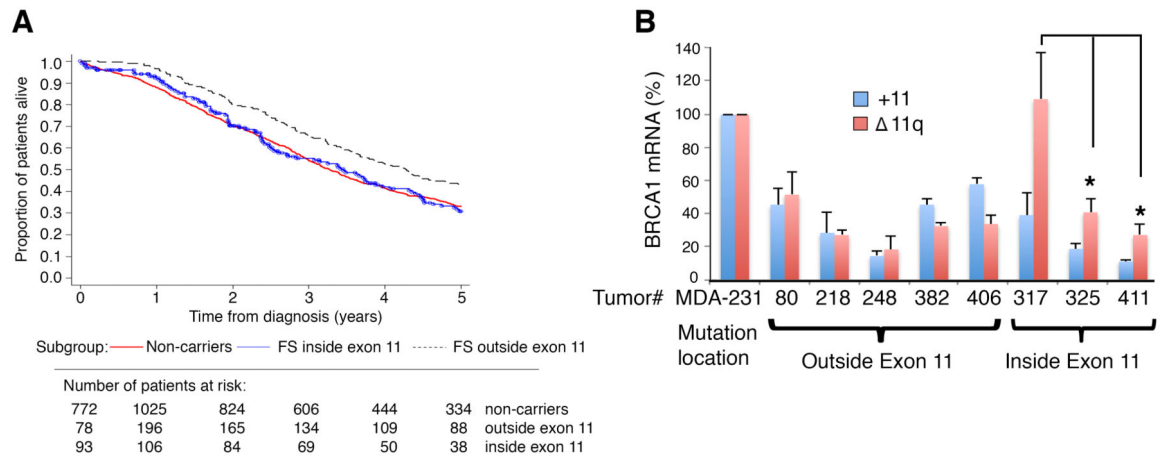 A
Proportion of patients alive
1.0
0.9
0.8
0.7
0.6
0.5
0.4
0.3
0.2
0.1
0.0
0 1 2 3 4 5
Time from diagnosis (years)
Subgroup: Non-carriers FS inside exon 11 FS outside exon 11
Number of patients at risk:
772 1025 824 606 444 334 non-carriers
78 196 165 134 109 88 outside exon 11
93 106 84 69 50 38 inside exon 11
B
BRCA1 mRNA (%)
140
120
100
80
60
40
20
0
+11
Δ11q
* *
Tumor# MDA-231 80 218 248 382 406 317 325 411
Mutation
location
Outside Exon 11 Inside Exon 11